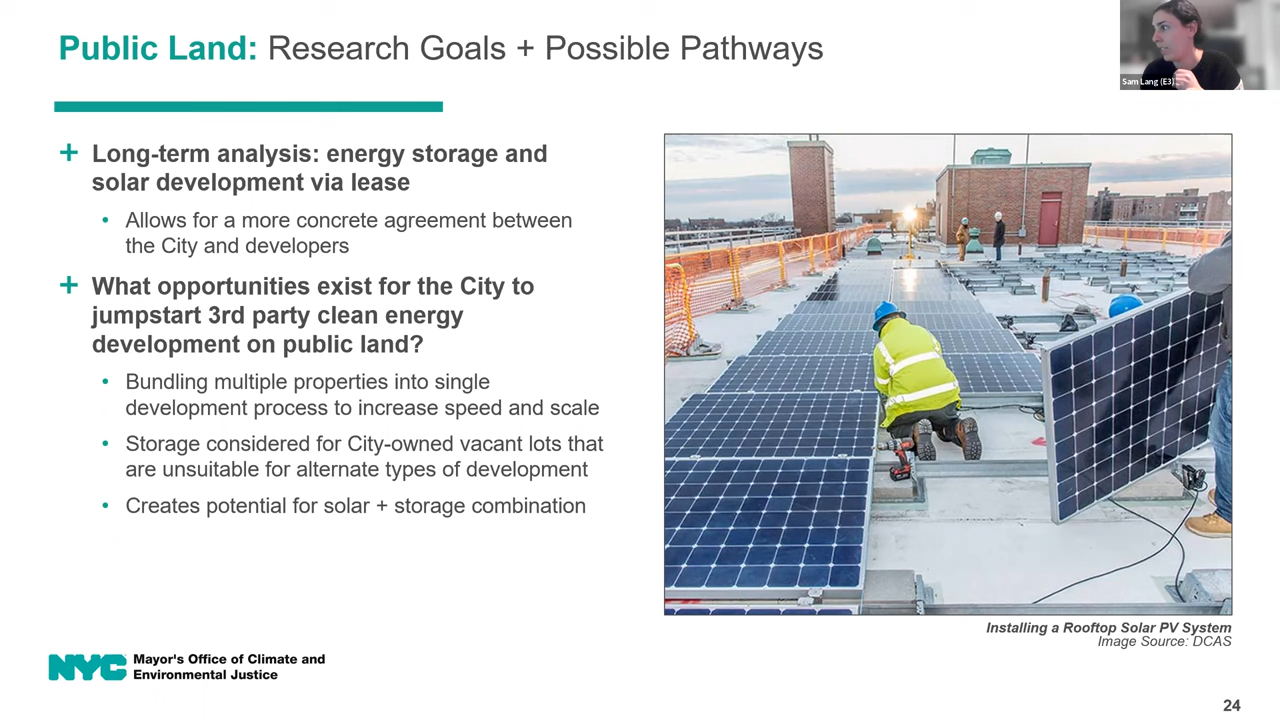 Public Land: Research Goals + Possible Pathways
Sam Lang (E3)
+ Long-term analysis: energy storage and
solar development via lease
• Allows for a more concrete agreement between
the City and developers
+ What opportunities exist for the City to
jumpstart 3rd party clean energy
development on public land?
• Bundling multiple properties into single
development process to increase speed and scale
• Storage considered for City-owned vacant lots that
are unsuitable for alternate types of development
• Creates potential for solar + storage combination
Installing a Rooftop Solar PV System
Image Source: DCAS
NYC
Mayor's Office of Climate and
Environmental Justice
24